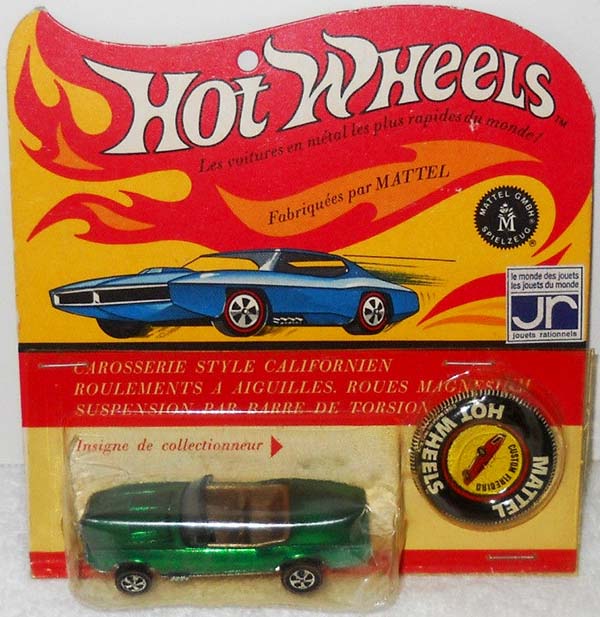 Hot Wheels™
Les voitures en métal les plus rapides du monde!
Fabriquées par MATTEL
MATTEL GMBH
M
SPIELZEUG
®
le monde des jouets
les jouets du monde
jr
jouets rationnels
CAROSSERIE STYLE CALIFORNIEN
ROULEMENTS A AIGUILLES. ROUES MAGNESIUM
SUSPENSION PAR BARRE DE TORSION
Insigne de collectionneur
HOT WHEELS
MATTEL
CUSTOM FIREBIRD